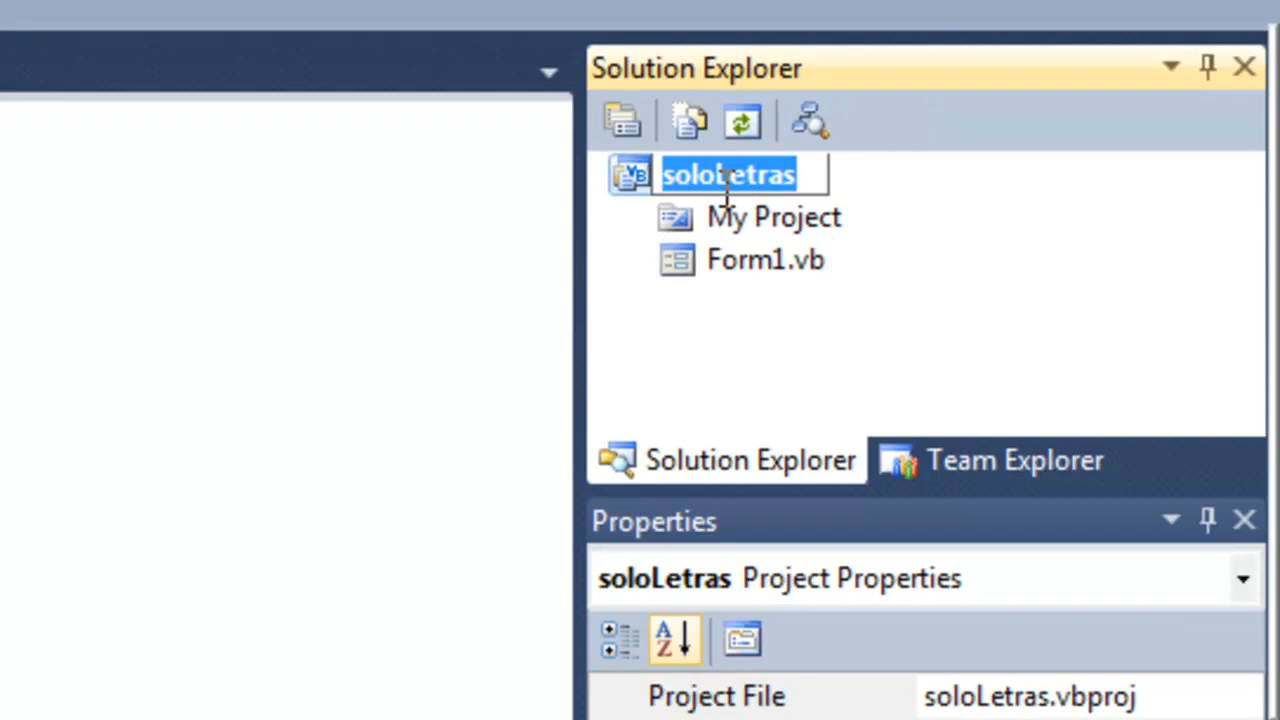 Solution Explorer
VB
soloLetras
My Project
Form1.vb
Solution Explorer
Team Explorer
Properties
soloLetras Project Properties
A
Z
Project File
soloLetras.vbproj